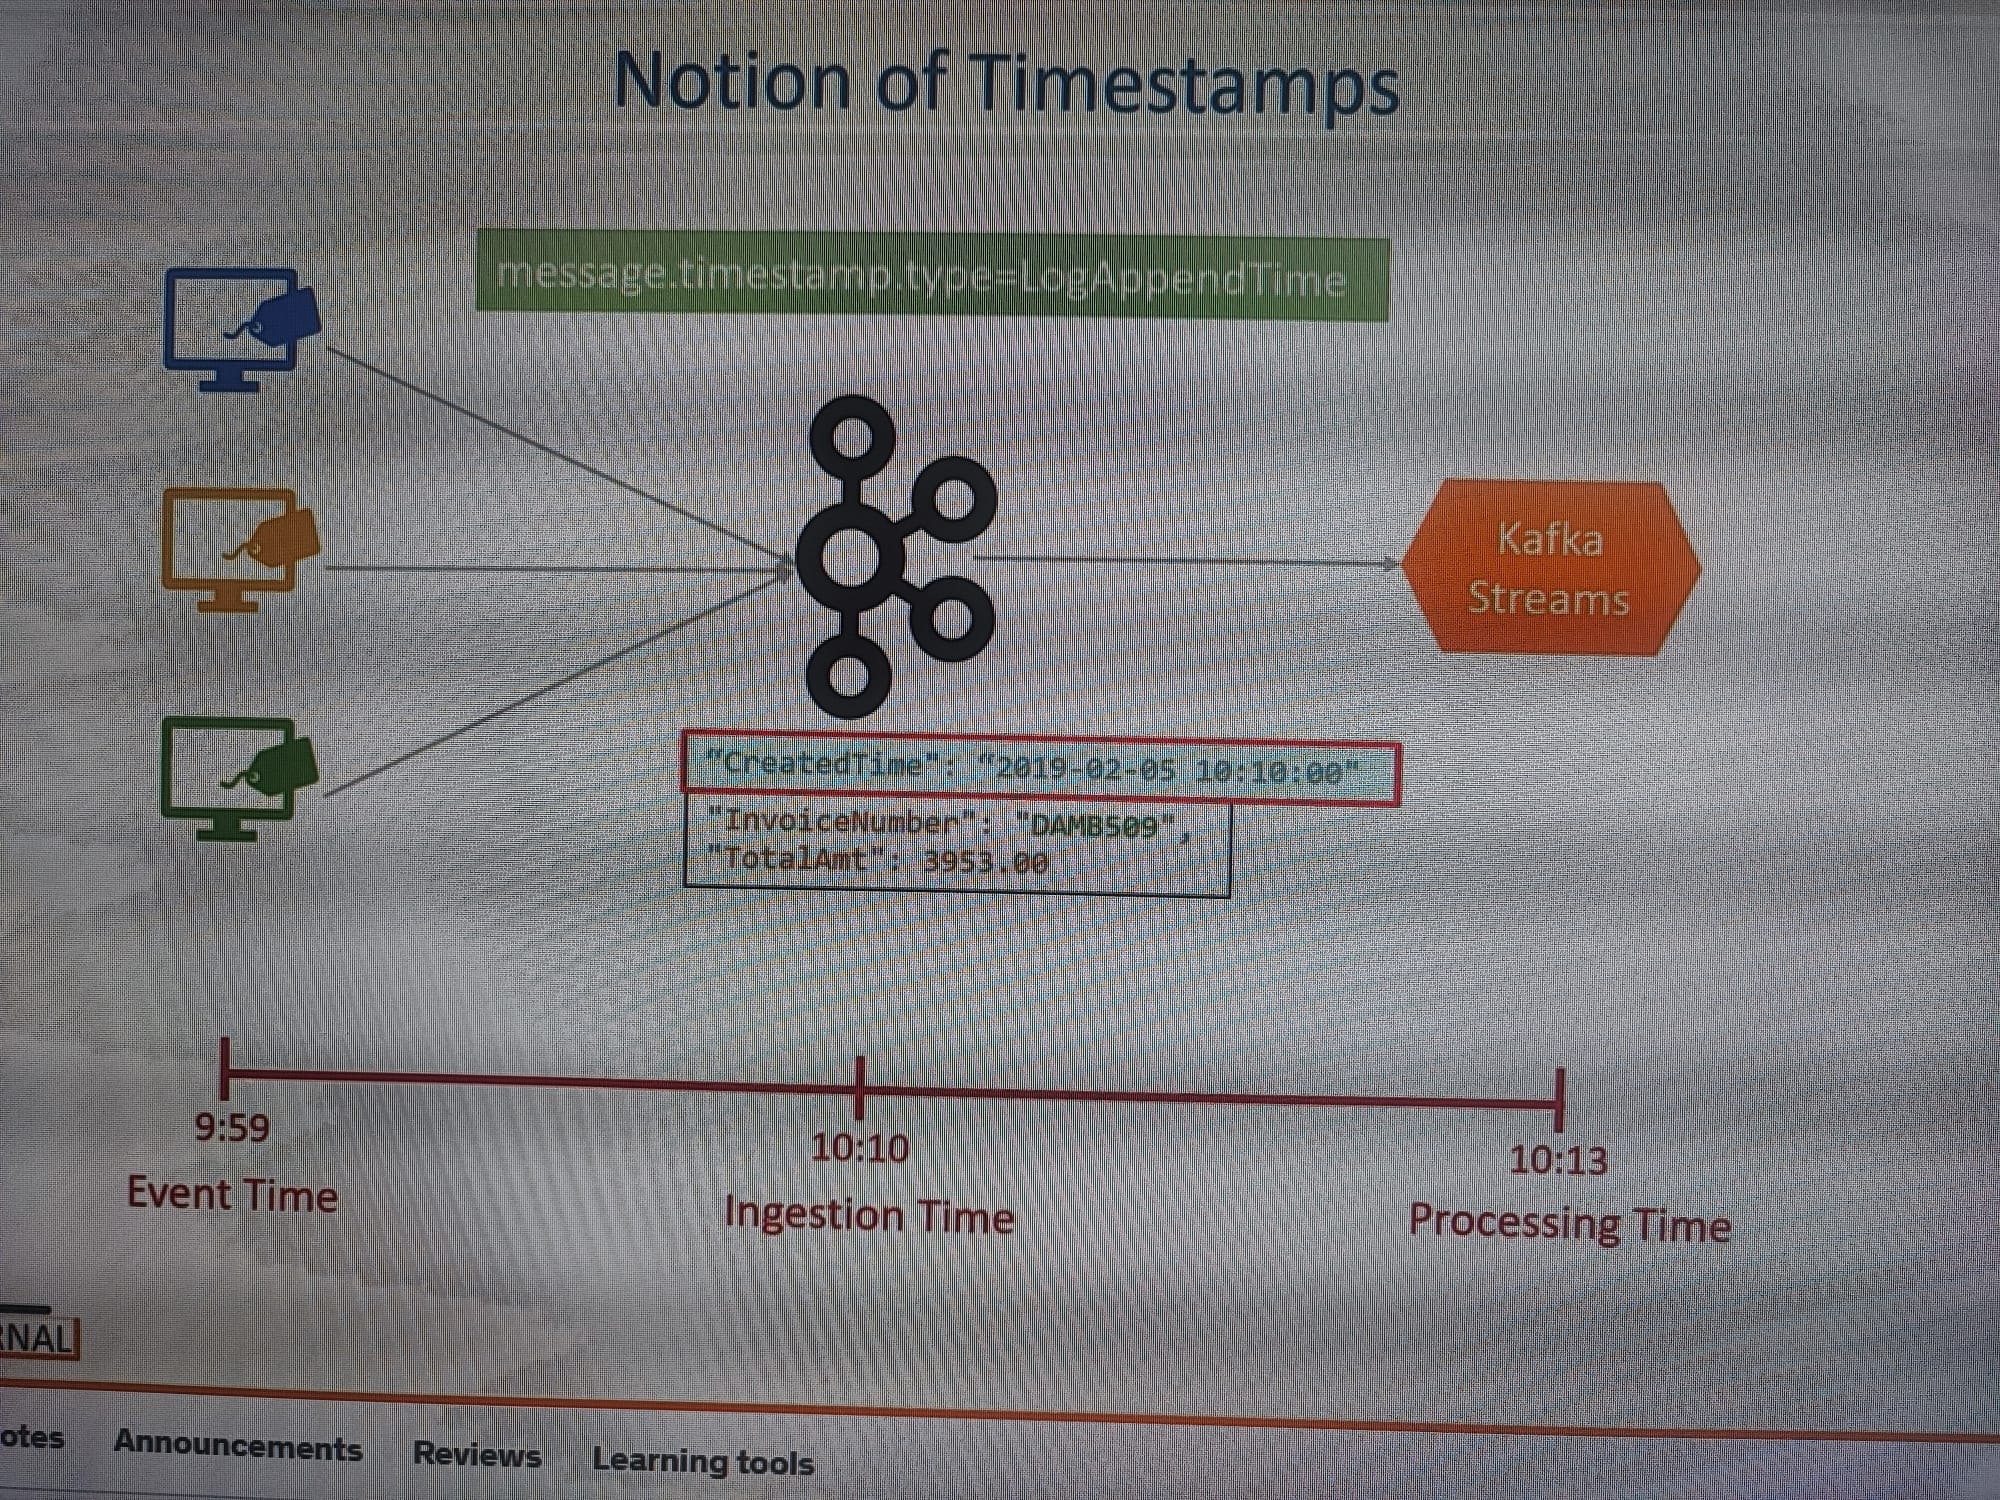 Notion of Timestamps
message.timestamp.type=LogAppendTime
Kafka
Streams
"CreatedTime": "2019-02-05 10:10:00"
"InvoiceNumber": "DAMB509",
"TotalAmt": 3953.00
9:59
10:10
10:13
Event Time
Ingestion Time
Processing Time
RNAL
otes Announcements Reviews Learning tools